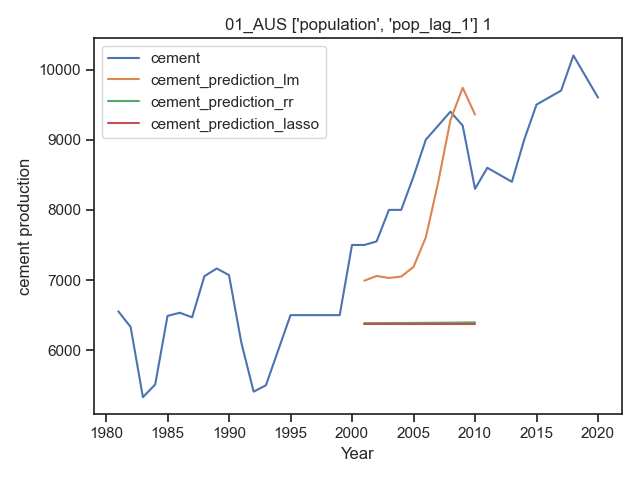 01_AUS ['population', 'pop_lag_1'] 1
cement
cement_prediction_lm
cement_prediction_rr
cement_prediction_lasso
10000
9000
8000
7000
6000
cement production
1980
1985
1990
1995
2000
2005
2010
2015
2020
Year